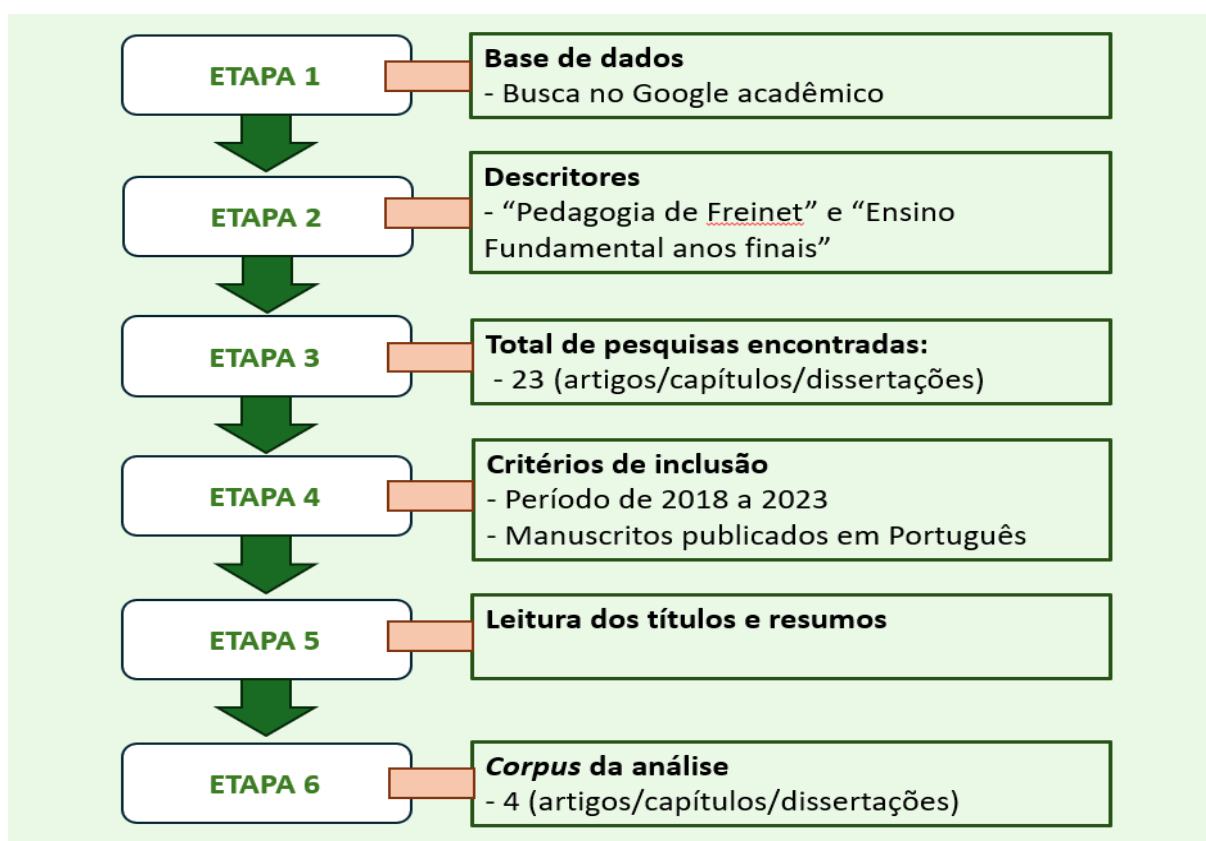 ETAPA 1
Base de dados
- Busca no Google acadêmico
ETAPA 2
Descritores
- “Pedagogia de Freinet” e “Ensino
Fundamental anos finais”
ETAPA 3
Total de pesquisas encontradas:
- 23 (artigos/capítulos/dissertações)
ETAPA 4
Critérios de inclusão
- Período de 2018 a 2023
- Manuscritos publicados em Português
ETAPA 5
Leitura dos títulos e resumos
ETAPA 6
Corpus da análise
- 4 (artigos/capítulos/dissertações)